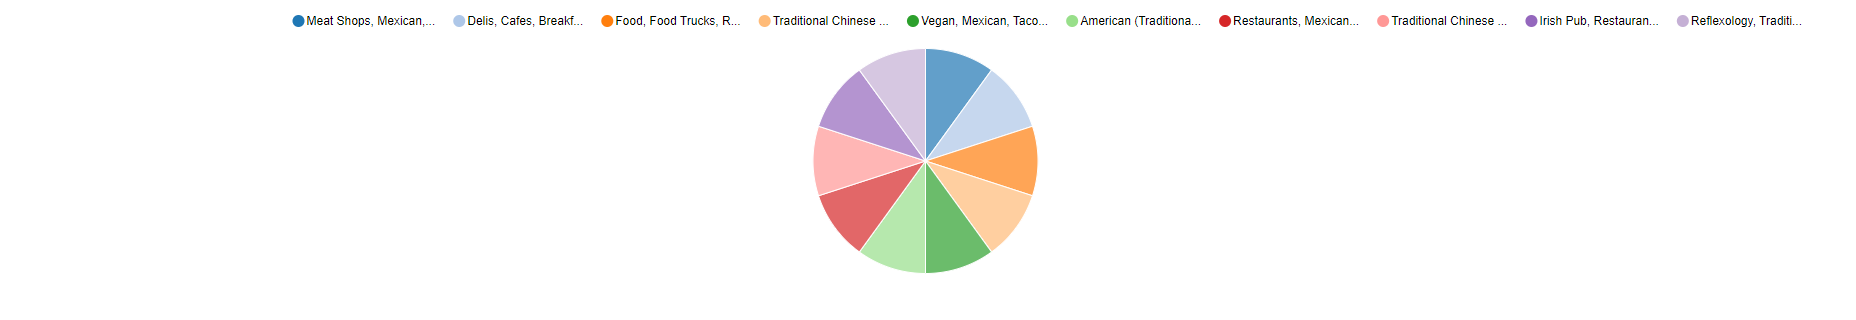 Meat Shops, Mexican,... Delis, Cafes, Breakf... Food, Food Trucks, R... Traditional Chinese ... Vegan, Mexican, Taco... American (Traditiona... Restaurants, Mexican... Traditional Chinese ... Irish Pub, Restauran... Reflexology, Traditi...